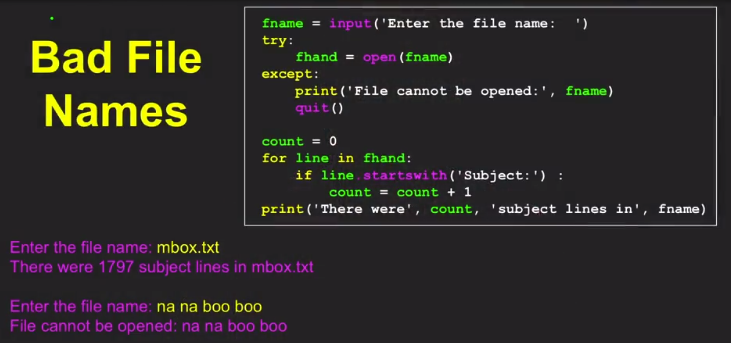 Bad File
Names
fname = input('Enter the file name:  ')
try:
    fhand = open(fname)
except:
    print('File cannot be opened:', fname)
    quit()

count = 0
for line in fhand:
    if line.startswith('Subject:') :
        count = count + 1
print('There were', count, 'subject lines in', fname)
Enter the file name: mbox.txt
There were 1797 subject lines in mbox.txt
Enter the file name: na na boo boo
File cannot be opened: na na boo boo